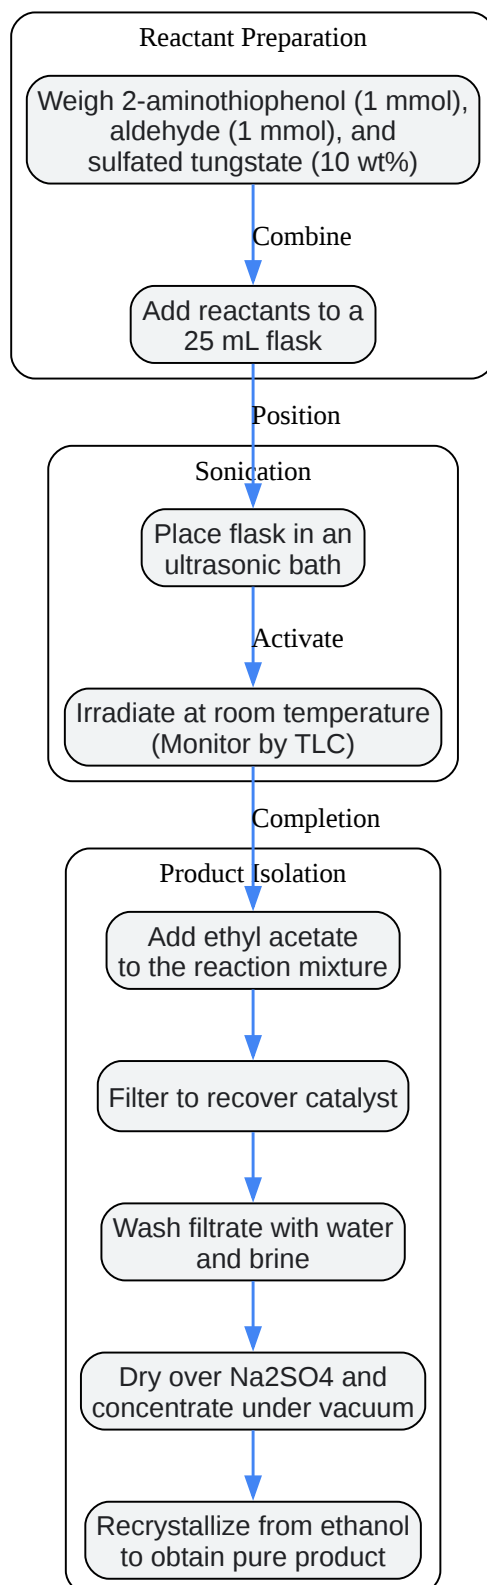 Reactant Preparation
Weigh 2-aminothiophenol (1 mmol),
aldehyde (1 mmol), and
sulfated tungstate (10 wt%)
Combine
Add reactants to a
25 mL flask
Position
Sonication
Place flask in an
ultrasonic bath
Activate
Irradiate at room temperature
(Monitor by TLC)
Completion
Product Isolation
Add ethyl acetate
to the reaction mixture
Filter to recover catalyst
Wash filtrate with water
and brine
Dry over Na2SO4 and
concentrate under vacuum
Recrystallize from ethanol
to obtain pure product